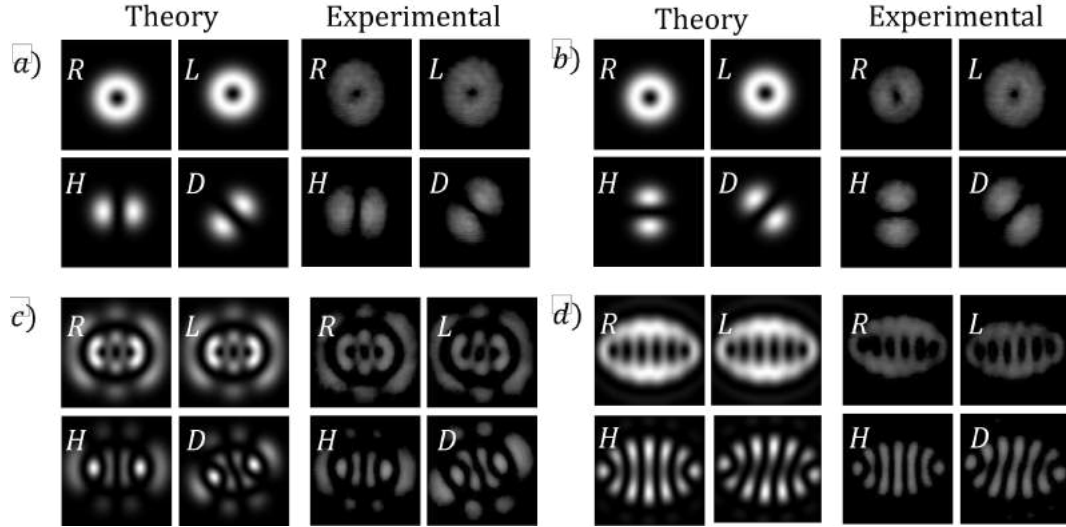 Theory Experimental
a) R L R L
H D H D
Theory Experimental
b) R L R L
H D H D
c) R L R L
H D H D
d) R L R L
H H D